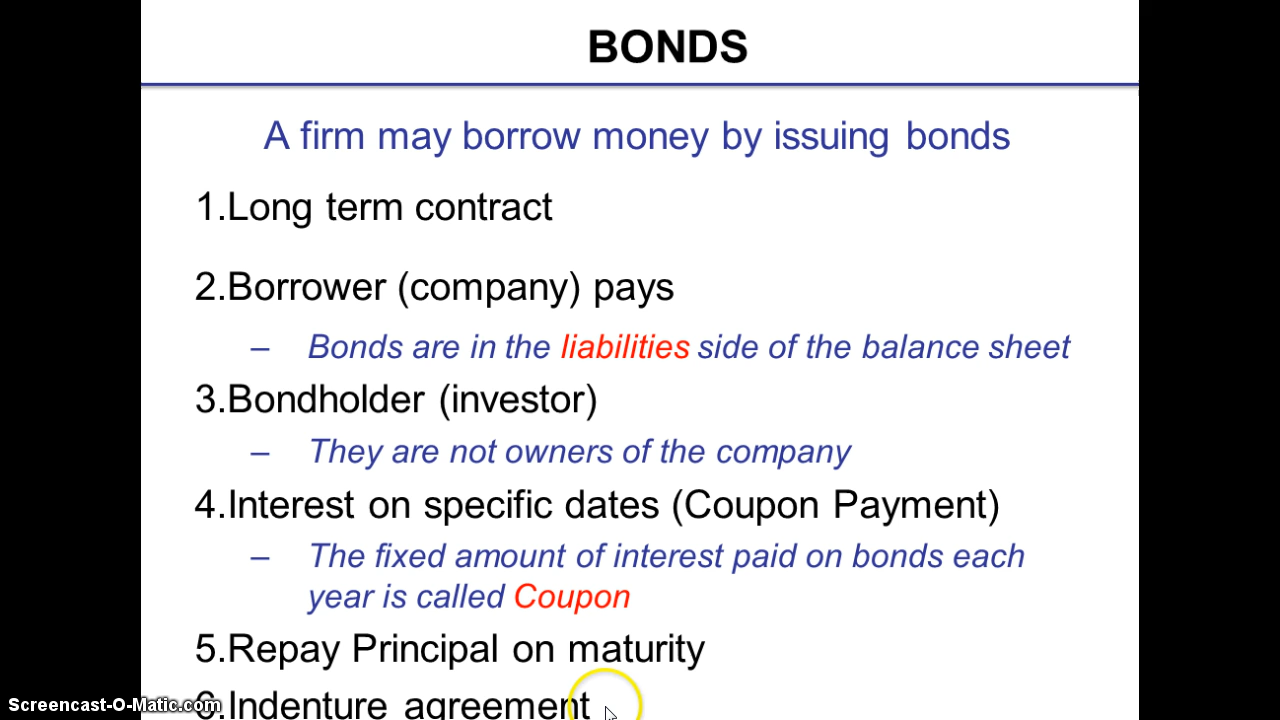 BONDS
A firm may borrow money by issuing bonds
1.Long term contract
2.Borrower (company) pays
– Bonds are in the liabilities side of the balance sheet
3.Bondholder (investor)
– They are not owners of the company
4.Interest on specific dates (Coupon Payment)
– The fixed amount of interest paid on bonds each
year is called Coupon
5.Repay Principal on maturity
6.Indenture agreement
Screencast-O-Matic.com